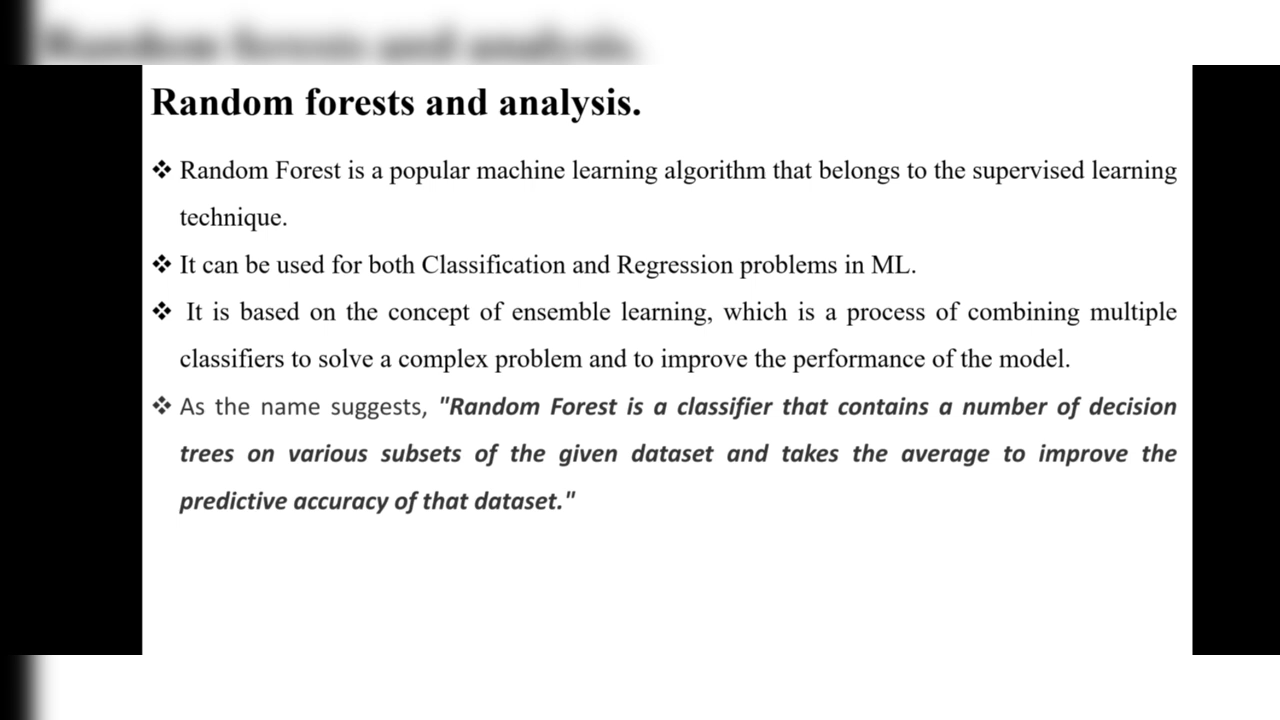 Random forests and analysis.
❖ Random Forest is a popular machine learning algorithm that belongs to the supervised learning
technique.
❖ It can be used for both Classification and Regression problems in ML.
❖ It is based on the concept of ensemble learning, which is a process of combining multiple
classifiers to solve a complex problem and to improve the performance of the model.
❖ As the name suggests, "Random Forest is a classifier that contains a number of decision
trees on various subsets of the given dataset and takes the average to improve the
predictive accuracy of that dataset."